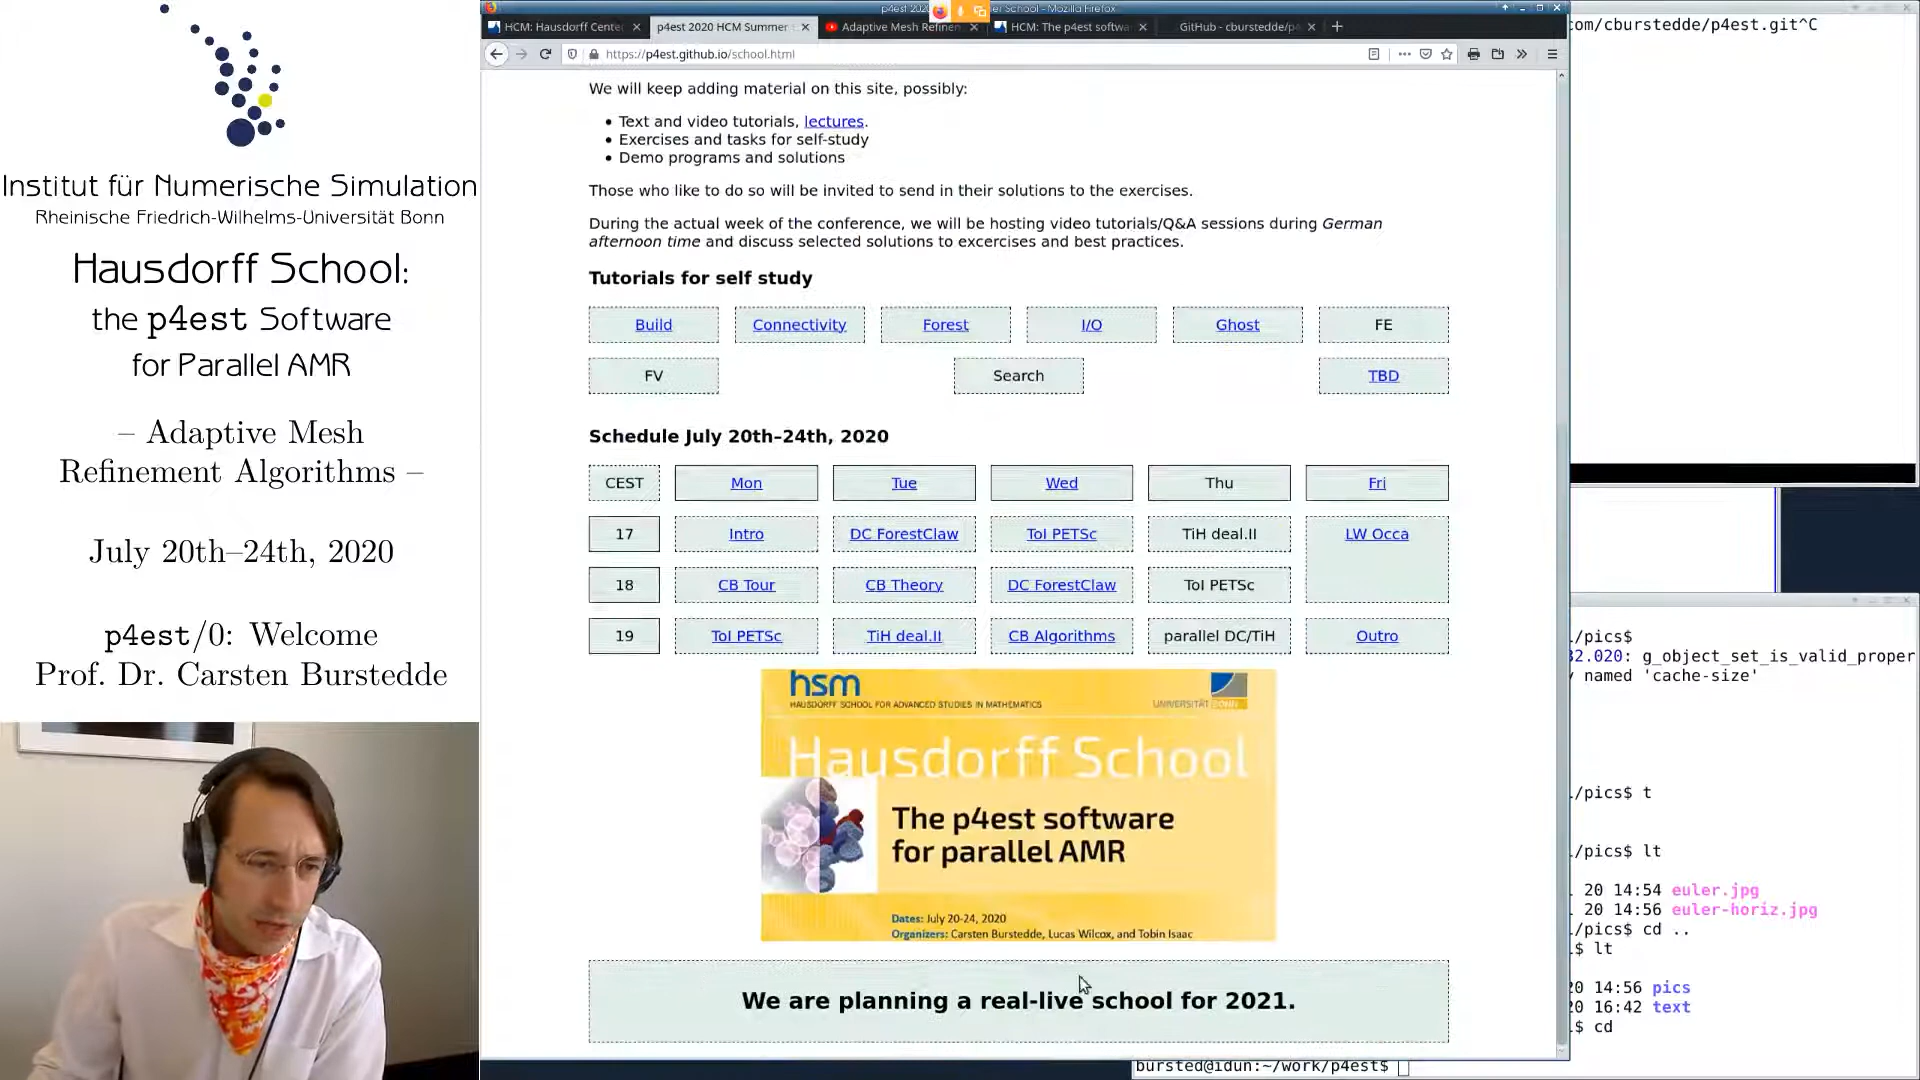 Institut für Numerische Simulation
Rheinische Friedrich-Wilhelms-Universität Bonn
Hausdorff School:
the p4est Software
for Parallel AMR
– Adaptive Mesh
Refinement Algorithms –
July 20th–24th, 2020
p4est/0: Welcome
Prof. Dr. Carsten Burstedde
er School - Mozilla Firefox
HCM: Hausdorff Cente
p4est 2020 HCM Summer
Adaptive Mesh Refine
HCM: The p4est softwa
GitHub - cburstedde/p
https://p4est.github.io/school.html
We will keep adding material on this site, possibly:
Text and video tutorials, lectures.
Exercises and tasks for self-study
Demo programs and solutions
Those who like to do so will be invited to send in their solutions to the exercises.
During the actual week of the conference, we will be hosting video tutorials/Q&A sessions during German
afternoon time and discuss selected solutions to excercises and best practices.
Tutorials for self study
Build Connectivity Forest I/O Ghost FE
FV Search TBD
Schedule July 20th–24th, 2020
CEST Mon Tue Wed Thu Fri
17 Intro DC ForestClaw ToI PETSc TiH deal.II LW Occa
18 CB Tour CB Theory DC ForestClaw ToI PETSc
19 ToI PETSc TiH deal.II CB Algorithms parallel DC/TiH Outro
hsm
HAUSDORFF SCHOOL FOR ADVANCED STUDIES IN MATHEMATICS
UNIVERSITÄT BONN
Hausdorff School
The p4est software
for parallel AMR
Dates: July 20-24, 2020
Organizers: Carsten Burstedde, Lucas Wilcox, and Tobin Isaac
We are planning a real-live school for 2021.
com/cburstedde/p4est.git^C
/pics$
32.020: g_object_set_is_valid_proper
y named 'cache-size'
/pics$ t
/pics$ lt
20 14:54 euler.jpg
20 14:56 euler-horiz.jpg
/pics$ cd ..
$ lt
20 14:56 pics
20 16:42 text
$ cd
bursted@idun:~/work/p4est$